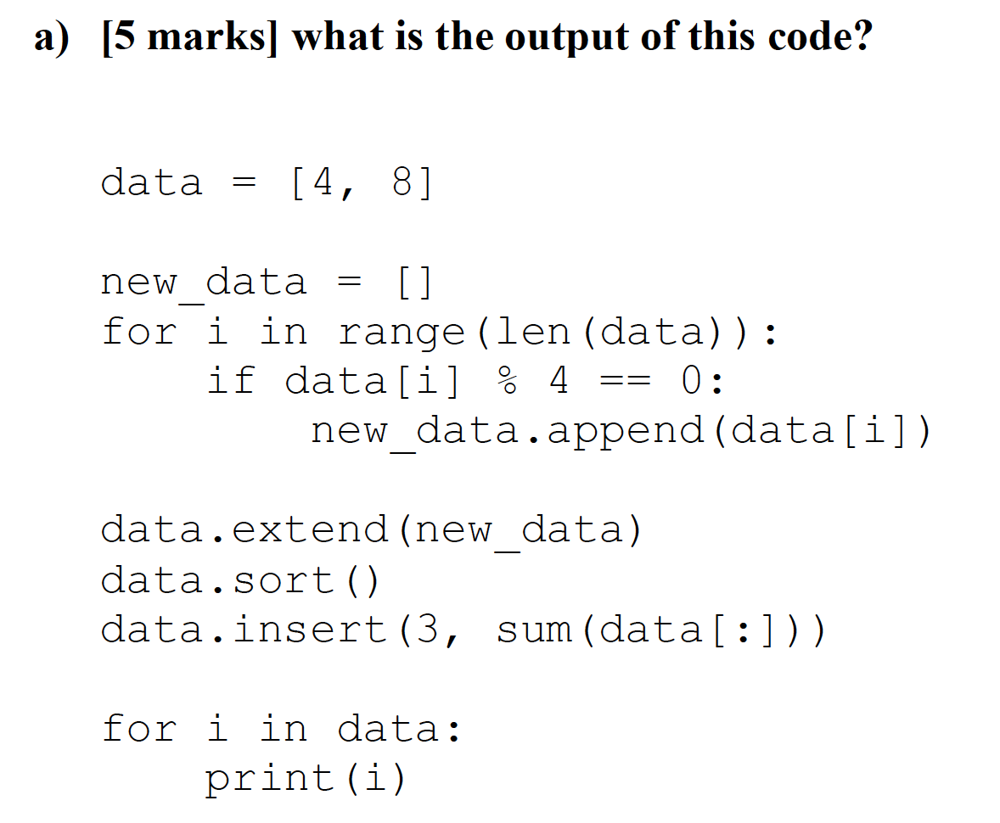 a) [5 marks] what is the output of this code?
data = [4, 8]
new_data = []
for i in range(len(data)):
    if data[i] % 4 == 0:
        new_data.append(data[i])
data.extend(new_data)
data.sort()
data.insert(3, sum(data[:]))
for i in data:
    print(i)